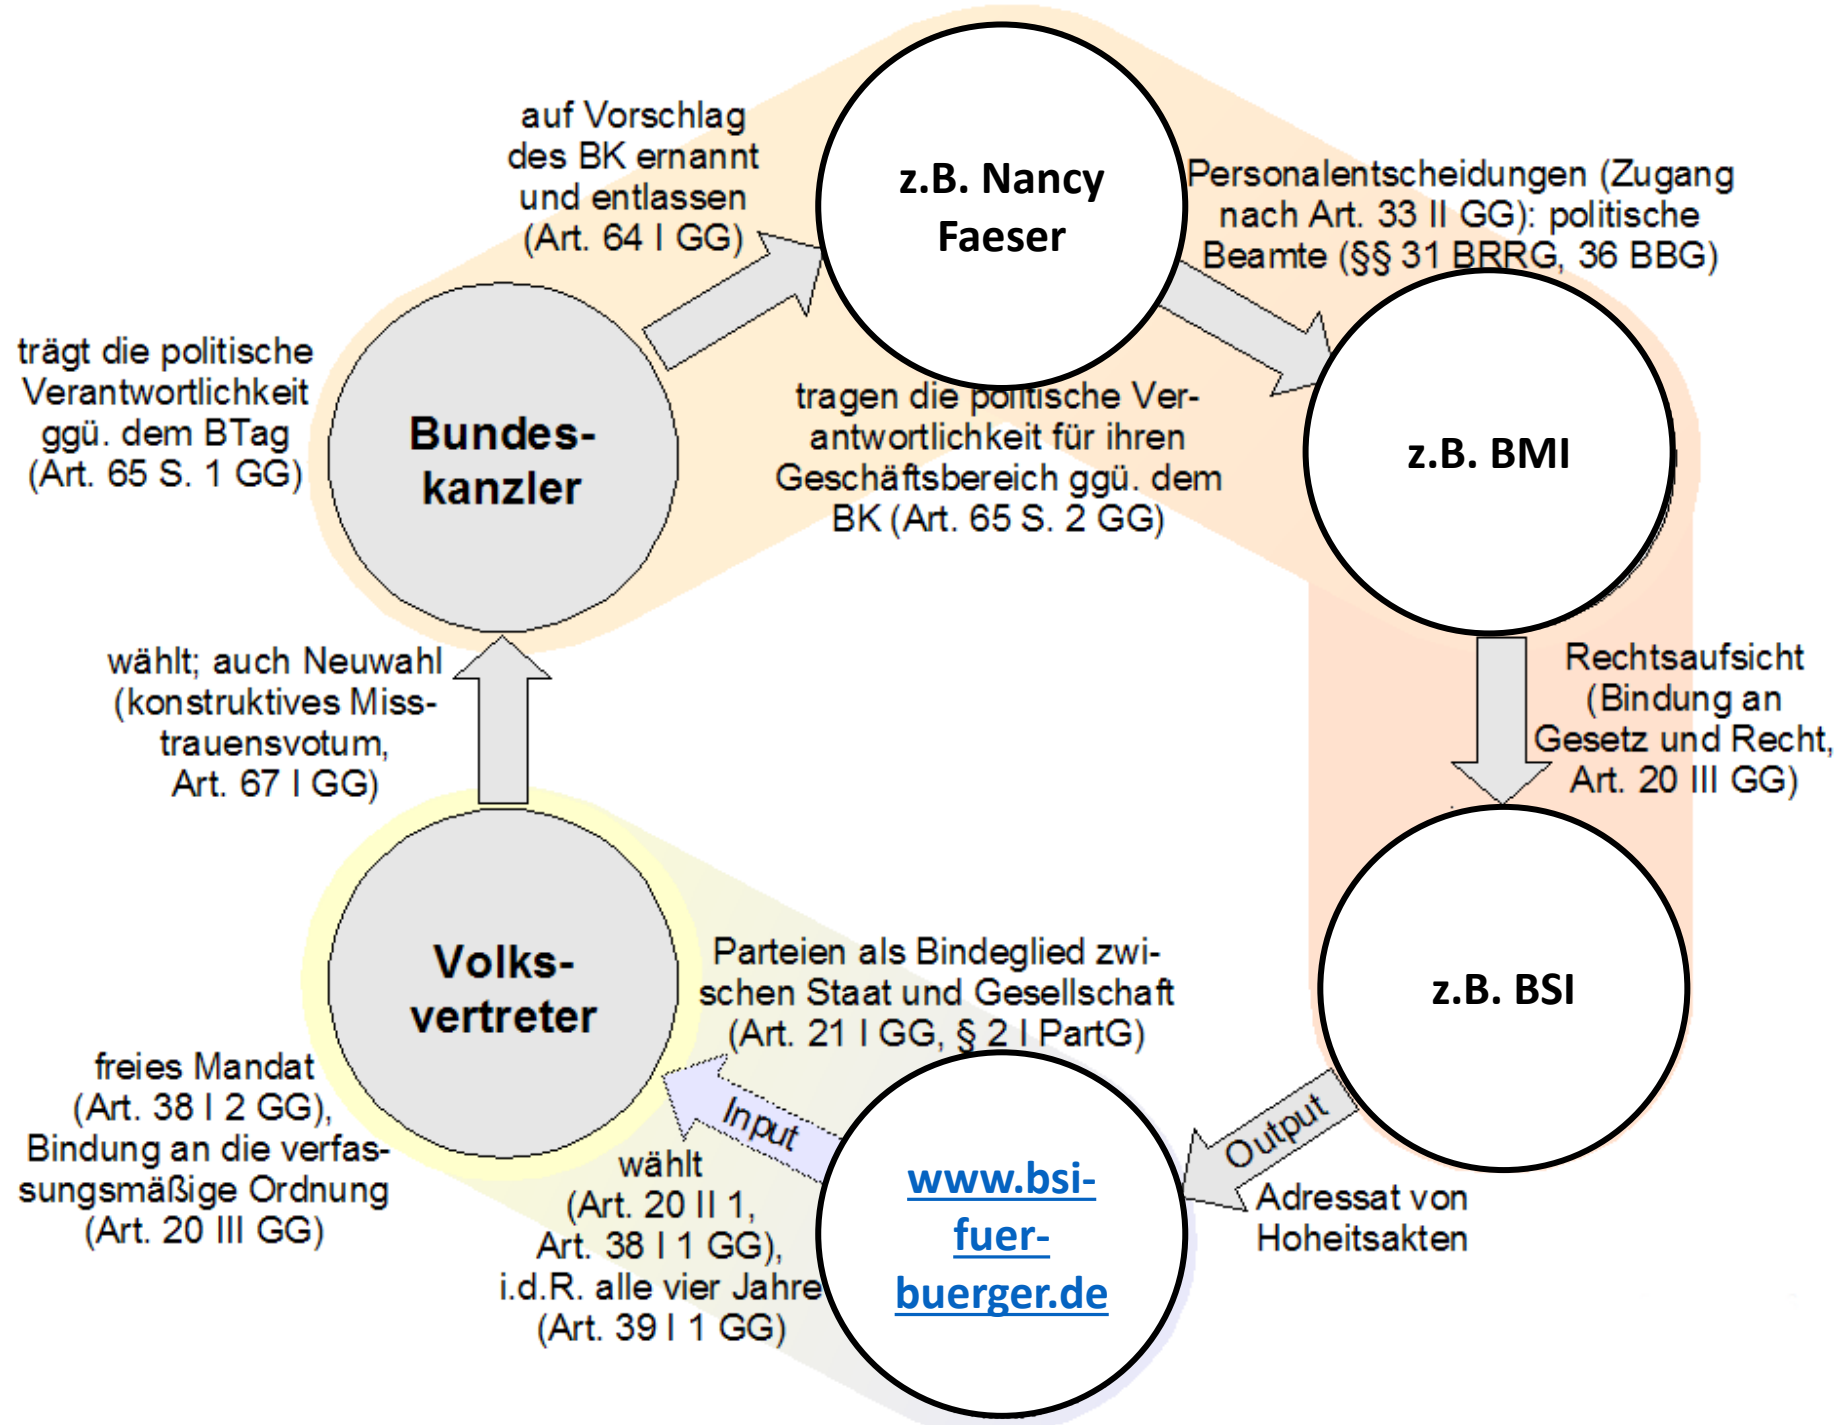 auf Vorschlag
des BK ernannt
und entlassen
(Art. 64 I GG)
z.B. Nancy
Faeser
Personalentscheidungen (Zugang
nach Art. 33 II GG): politische
Beamte (§§ 31 BRRG, 36 BBG)
trägt die politische
Verantwortlichkeit
ggü. dem BTag
(Art. 65 S. 1 GG)
Bundes-
kanzler
tragen die politische Ver-
antwortlichkeit für ihren
Geschäftsbereich ggü. dem
BK (Art. 65 S. 2 GG)
z.B. BMI
wählt; auch Neuwahl
(konstruktives Miss-
trauensvotum,
Art. 67 I GG)
Rechtsaufsicht
(Bindung an
Gesetz und Recht,
Art. 20 III GG)
Volks-
vertreter
Parteien als Bindeglied zwi-
schen Staat und Gesellschaft
(Art. 21 I GG, § 2 I PartG)
z.B. BSI
freies Mandat
(Art. 38 I 2 GG),
Bindung an die verfas-
sungsmäßige Ordnung
(Art. 20 III GG)
Input
wählt
(Art. 20 II 1,
Art. 38 I 1 GG),
i.d.R. alle vier Jahre
(Art. 39 I 1 GG)
www.bsi-
fuer-
buerger.de
Output
Adressat von
Hoheitsakten